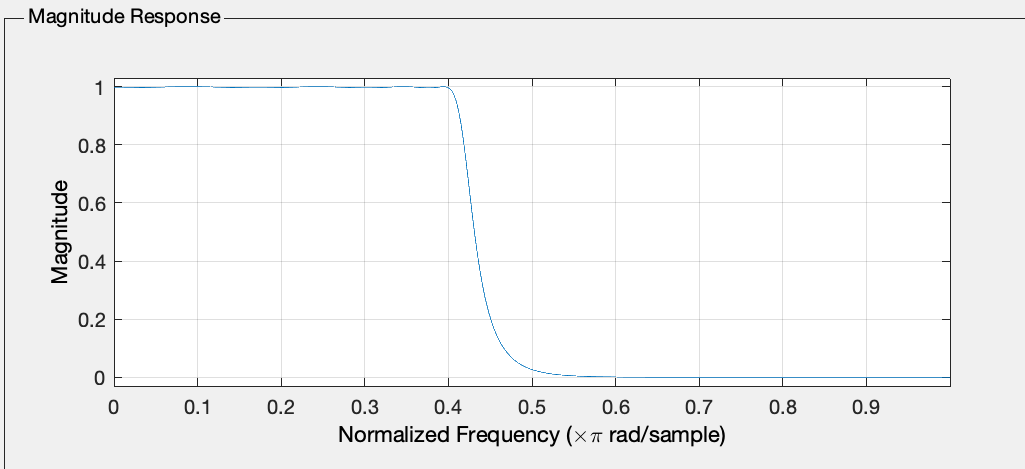 Magnitude Response
1
0.8
0.6
0.4
0.2
0
Magnitude
0 0.1 0.2 0.3 0.4 0.5 0.6 0.7 0.8 0.9
Normalized Frequency (×π rad/sample)